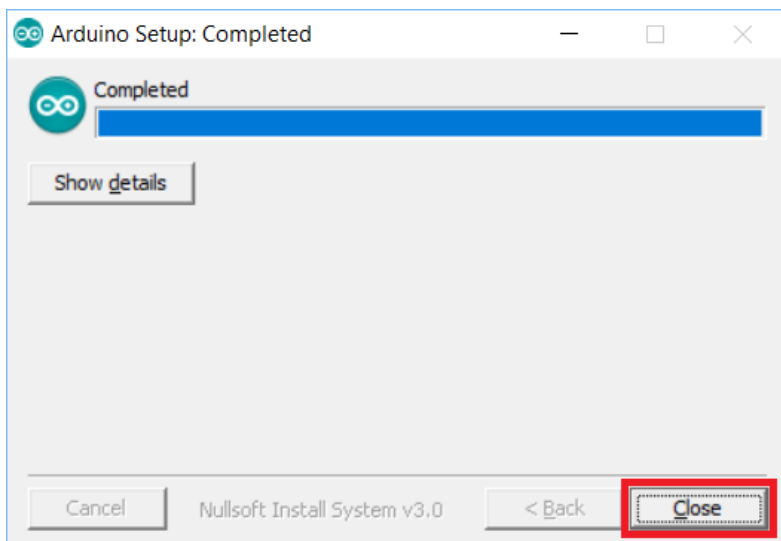 Arduino Setup: Completed
Completed
Show details
Cancel
Nullsoft Install System v3.0
< Back
Close